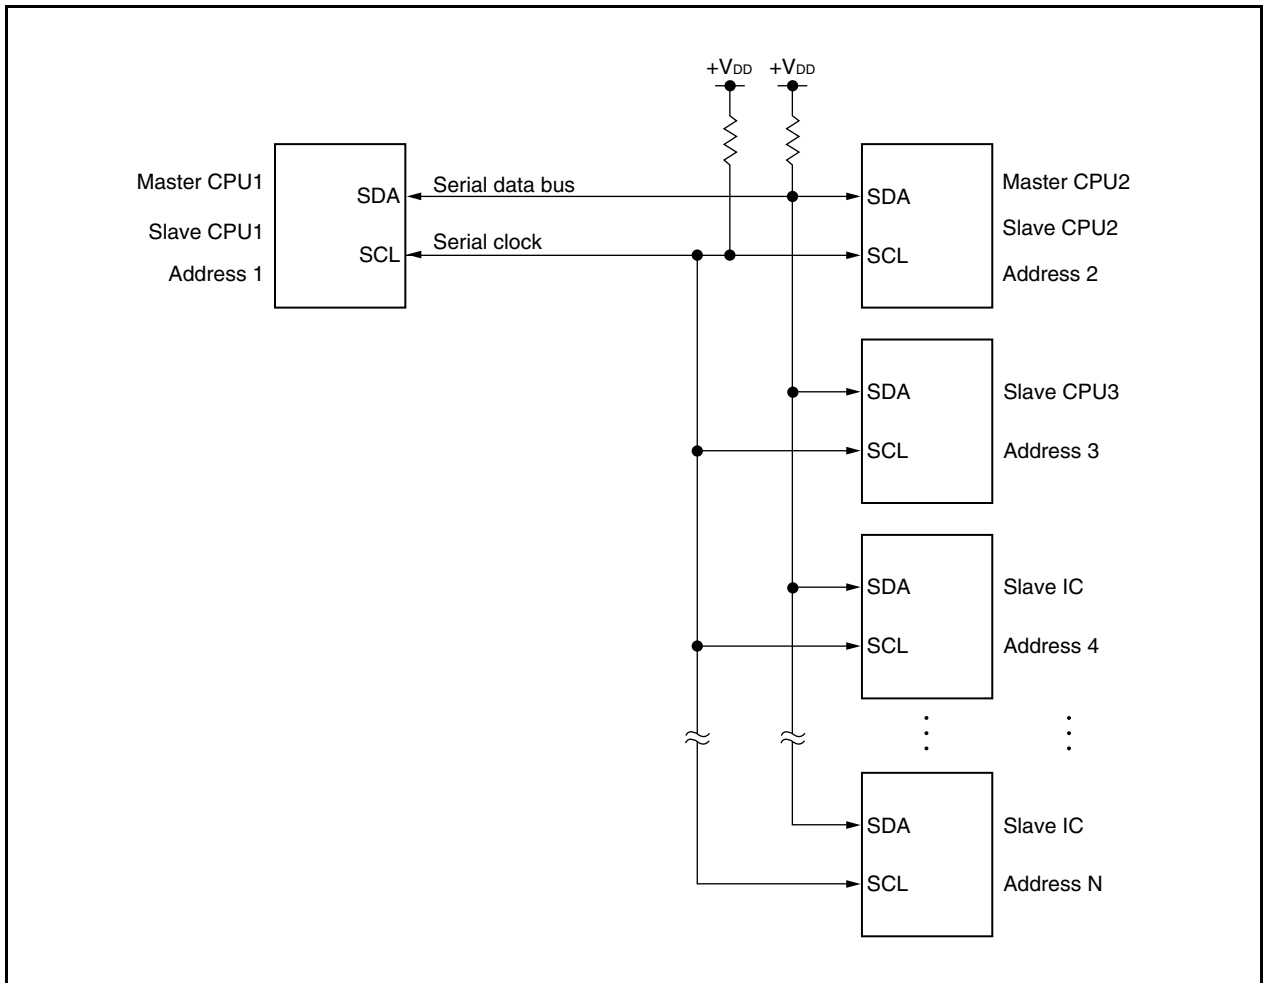 +VDD +VDD
Master CPU1
Slave CPU1
Address 1
SDA
SCL
Serial data bus
Serial clock
SDA
SCL
Master CPU2
Slave CPU2
Address 2
SDA
SCL
Slave CPU3
Address 3
SDA
SCL
Slave IC
Address 4
SDA
SCL
Slave IC
Address N